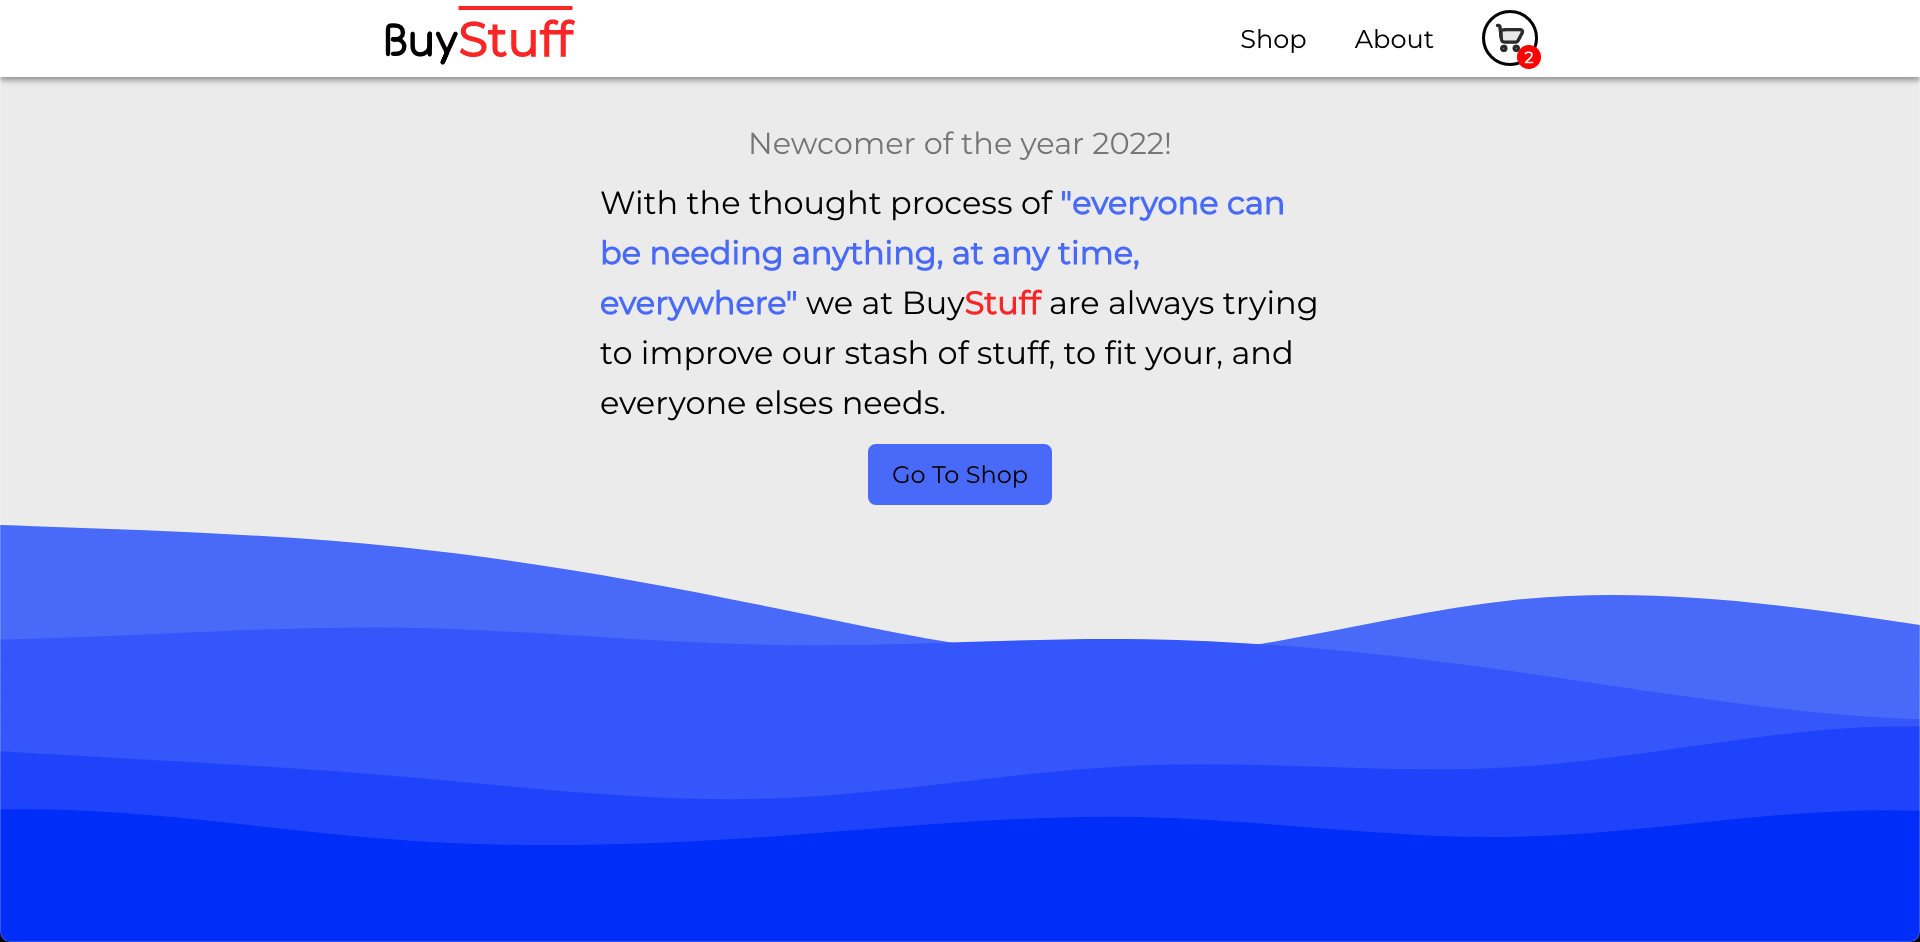 BuyStuff
Shop
About
2
Newcomer of the year 2022!
With the thought process of "everyone can
be needing anything, at any time,
everywhere" we at BuyStuff are always trying
to improve our stash of stuff, to fit your, and
everyone elses needs.
Go To Shop